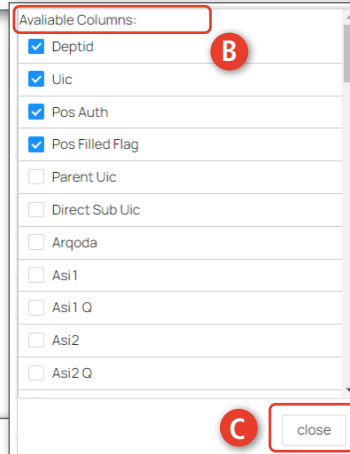 Avaliable Columns:
B
Deptid
Uic
Pos Auth
Pos Filled Flag
Parent Uic
Direct Sub Uic
Arqoda
Asi1
Asi1 Q
Asi2
Asi2 Q
C
close